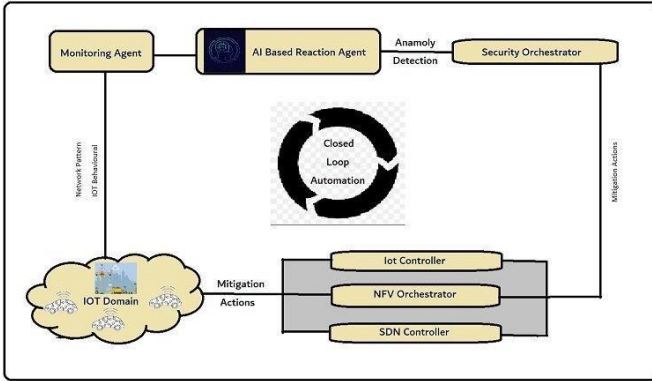 Monitoring Agent
AI Based Reaction Agent
Anamoly
Detection
Security Orchestrator
Network Pattern
IOT Behavioural
Closed
Loop
Automation
Mitigation Actions
IOT Domain
Mitigation
Actions
Iot Controller
NFV Orchestrator
SDN Controller